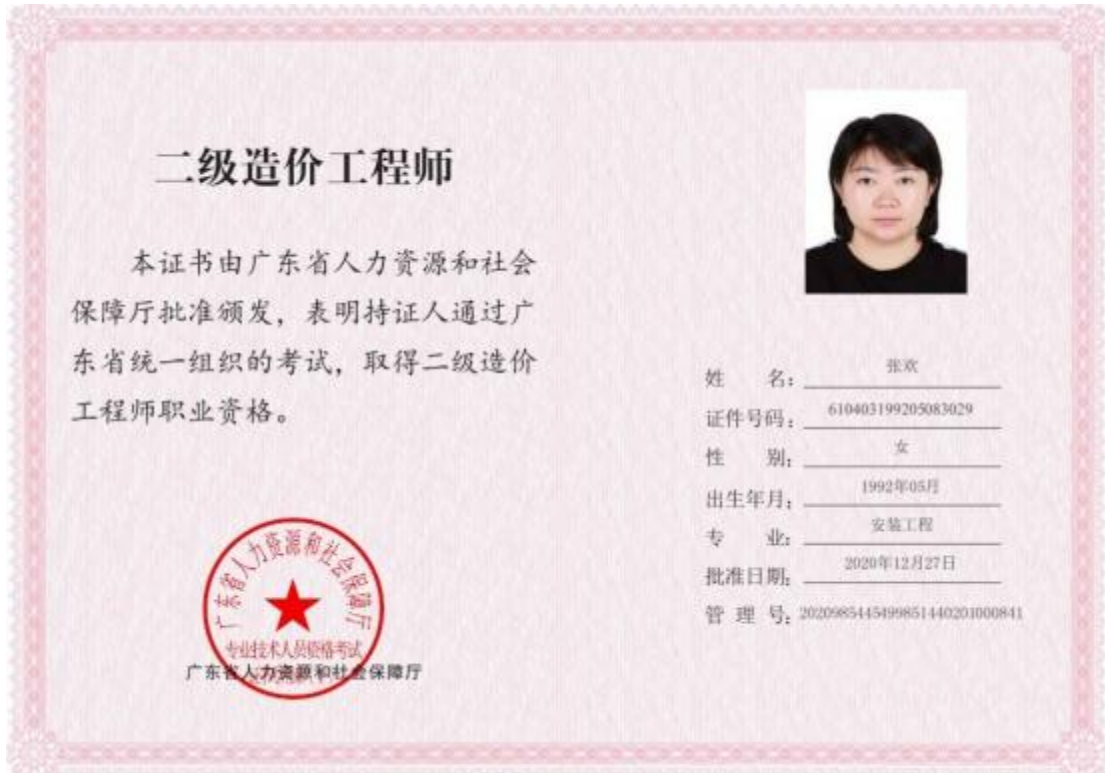 二级造价工程师
本证书由广东省人力资源和社会
保障厅批准颁发，表明持证人通过广
东省统一组织的考试，取得二级造价
工程师职业资格。
广东省人力资源和社会保障厅
专业技术人员资格考试
广东省人力资源和社会保障厅
姓 名：张欢
证件号码：610403199205083029
性 别：女
出生年月：1992年05月
专 业：安装工程
批准日期：2020年12月27日
管 理 号：2020985445499851440201000841